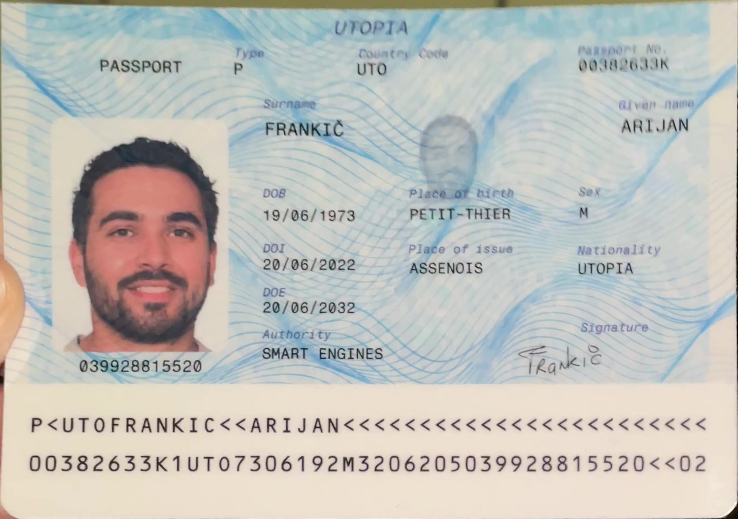 UTOPIA
Type Country Code Passport No.
PASSPORT P UTO 00382633K
Surname Given name
FRANKIČ ARIJAN
DOB Place of birth Sex
19/06/1973 PETIT-THIER M
DOI Place of issue Nationality
20/06/2022 ASSENOIS UTOPIA
DOE
20/06/2032
Authority Signature
SMART ENGINES Frankič
039928815520
P<UTOFRANKIC<<ARIJAN<<<<<<<<<<<<<<<<<<<<<<<<
00382633K1UTO7306192M3206205039928815520<<02